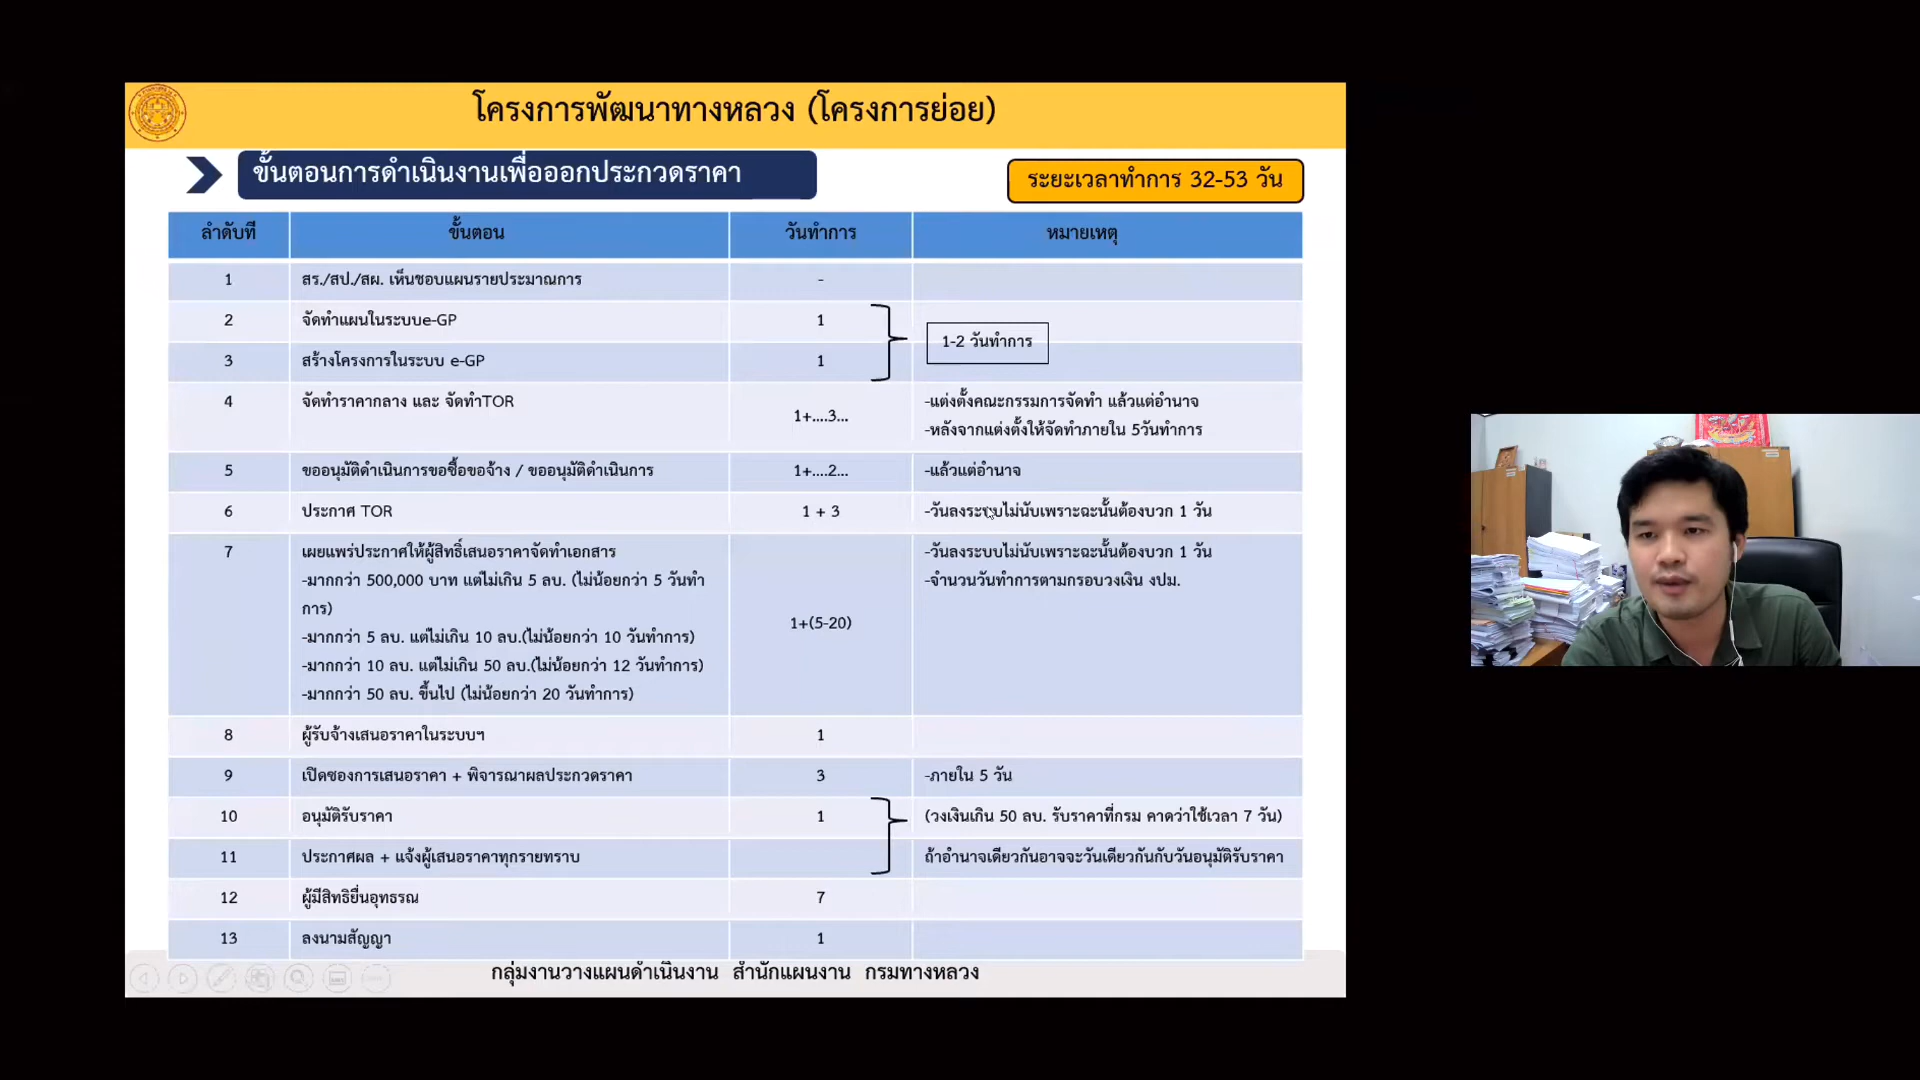 โครงการพัฒนาทางหลวง (โครงการย่อย)
ขั้นตอนการดำเนินงานเพื่อออกประกวดราคา
ระยะเวลาทำการ 32-53 วัน
ลำดับที่ ขั้นตอน วันทำการ หมายเหตุ
1 สร./สป./สผ. เห็นชอบแผนรายประมาณการ -
2 จัดทำแผนในระบบe-GP 1
1-2 วันทำการ
3 สร้างโครงการในระบบ e-GP 1
4 จัดทำราคากลาง และ จัดทำTOR 1+....3... -แต่งตั้งคณะกรรมการจัดทำ แล้วแต่อำนาจ
-หลังจากแต่งตั้งให้จัดทำภายใน 5วันทำการ
5 ขออนุมัติดำเนินการขอซื้อขอจ้าง / ขออนุมัติดำเนินการ 1+....2... -แล้วแต่อำนาจ
6 ประกาศ TOR 1 + 3 -วันลงระบบไม่นับเพราะฉะนั้นต้องบวก 1 วัน
7 เผยแพร่ประกาศให้ผู้สิทธิ์เสนอราคาจัดทำเอกสาร -วันลงระบบไม่นับเพราะฉะนั้นต้องบวก 1 วัน
-มากกว่า 500,000 บาท แต่ไม่เกิน 5 ลบ. (ไม่น้อยกว่า 5 วันทำ -จำนวนวันทำการตามกรอบวงเงิน งปม.
การ)
1+(5-20)
-มากกว่า 5 ลบ. แต่ไม่เกิน 10 ลบ.(ไม่น้อยกว่า 10 วันทำการ)
-มากกว่า 10 ลบ. แต่ไม่เกิน 50 ลบ.(ไม่น้อยกว่า 12 วันทำการ)
-มากกว่า 50 ลบ. ขึ้นไป (ไม่น้อยกว่า 20 วันทำการ)
8 ผู้รับจ้างเสนอราคาในระบบฯ 1
9 เปิดซองการเสนอราคา + พิจารณาผลประกวดราคา 3 -ภายใน 5 วัน
10 อนุมัติรับราคา 1 (วงเงินเกิน 50 ลบ. รับราคาที่กรม คาดว่าใช้เวลา 7 วัน)
11 ประกาศผล + แจ้งผู้เสนอราคาทุกรายทราบ ถ้าอำนาจเดียวกันอาจจะวันเดียวกันกับวันอนุมัติรับราคา
12 ผู้มีสิทธิยื่นอุทธรณ 7
13 ลงนามสัญญา 1
กลุ่มงานวางแผนดำเนินงาน สำนักแผนงาน กรมทางหลวง